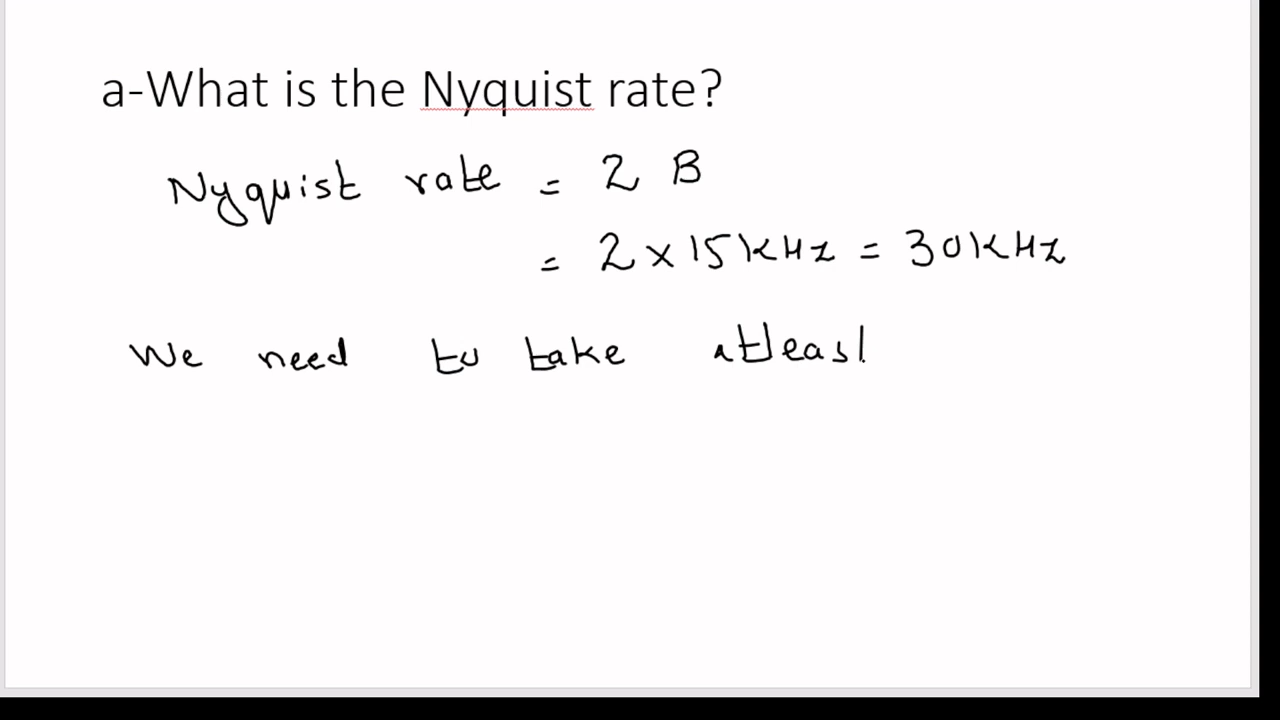 a-What is the Nyquist rate?
Nyquist rate = 2 B
= 2 × 15kHz = 30kHz
We need to take atleast